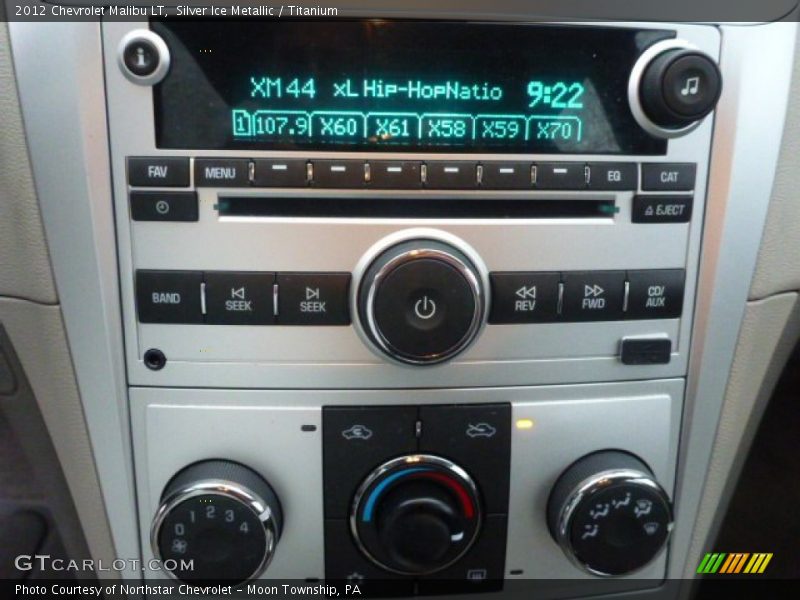 2012 Chevrolet Malibu LT, Silver Ice Metallic / Titanium
XM44 xL Hip-HopNatio 9:22
1 107.9 X60 X61 X58 X59 X70
FAV MENU EQ CAT
EJECT
BAND SEEK SEEK REV FWD CD/AUX
0 1 2 3 4
GTCARLOT.COM
Photo Courtesy of Northstar Chevrolet - Moon Township, PA